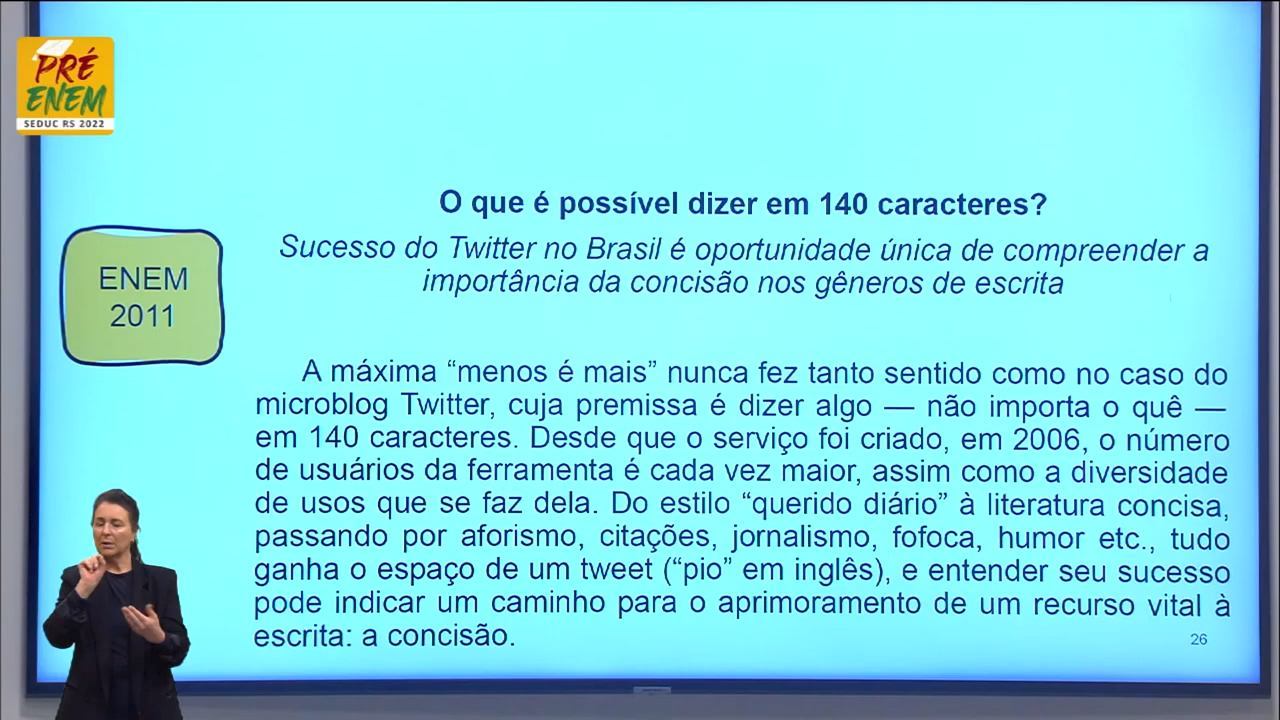 PRÉ
ENEM
SEDUC RS 2022
O que é possível dizer em 140 caracteres?
Sucesso do Twitter no Brasil é oportunidade única de compreender a
importância da concisão nos gêneros de escrita
ENEM
2011
A máxima “menos é mais” nunca fez tanto sentido como no caso do
microblog Twitter, cuja premissa é dizer algo — não importa o quê —
em 140 caracteres. Desde que o serviço foi criado, em 2006, o número
de usuários da ferramenta é cada vez maior, assim como a diversidade
de usos que se faz dela. Do estilo “querido diário” à literatura concisa,
passando por aforismo, citações, jornalismo, fofoca, humor etc., tudo
ganha o espaço de um tweet (“pio” em inglês), e entender seu sucesso
pode indicar um caminho para o aprimoramento de um recurso vital à
escrita: a concisão.
26